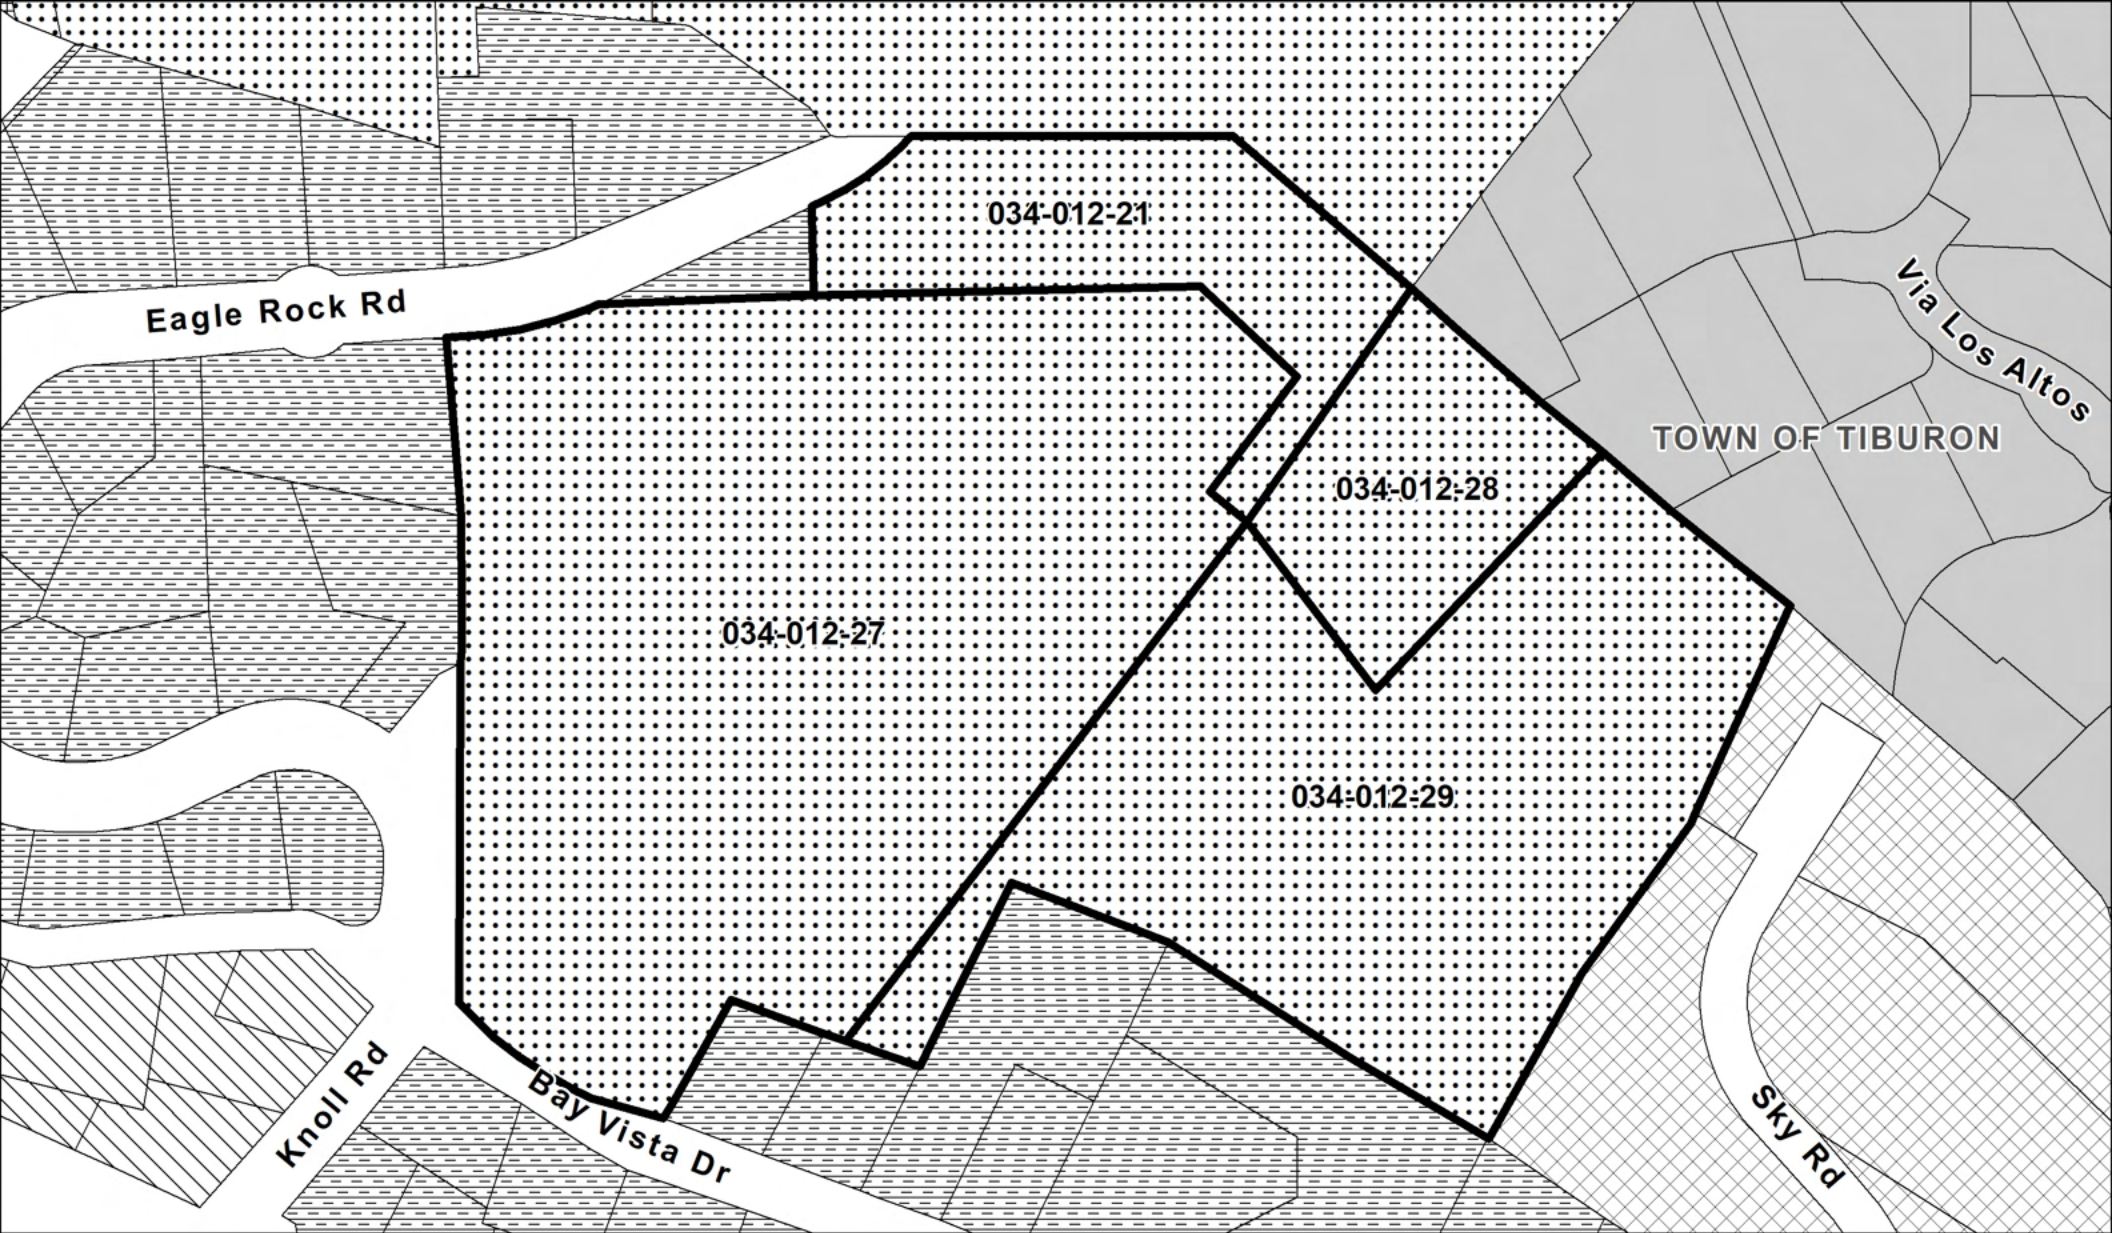 034-012-21
Via Los Altos
Eagle Rock Rd
TOWN OF TIBURON
034-012-28
034-012-27
034-012-29
Knoll Rd
Bay Vista Dr
Sky Rd